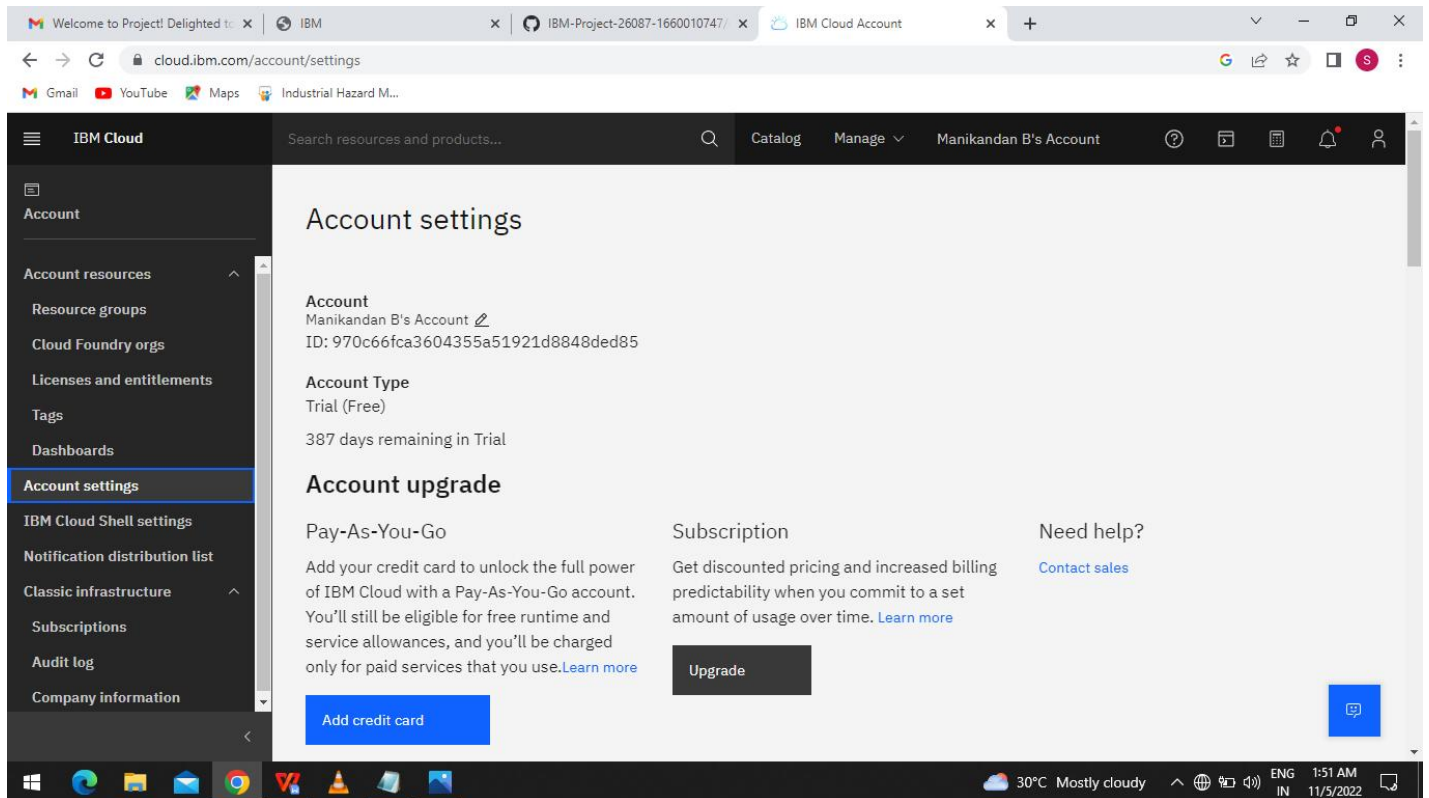 Welcome to Project! Delighted to
IBM
IBM-Project-26087-1660010747/
IBM Cloud Account
cloud.ibm.com/account/settings
G
S
Gmail
YouTube
Maps
Industrial Hazard M...
IBM Cloud
Search resources and products...
Catalog
Manage
Manikandan B's Account
Account
Account resources
Resource groups
Cloud Foundry orgs
Licenses and entitlements
Tags
Dashboards
Account settings
IBM Cloud Shell settings
Notification distribution list
Classic infrastructure
Subscriptions
Audit log
Company information
Account settings
Account
Manikandan B's Account
ID: 970c66fca3604355a51921d8848ded85
Account Type
Trial (Free)
387 days remaining in Trial
Account upgrade
Pay-As-You-Go
Add your credit card to unlock the full power
of IBM Cloud with a Pay-As-You-Go account.
You’ll still be eligible for free runtime and
service allowances, and you’ll be charged
only for paid services that you use.Learn more
Add credit card
Subscription
Get discounted pricing and increased billing
predictability when you commit to a set
amount of usage over time. Learn more
Upgrade
Need help?
Contact sales
30°C Mostly cloudy
ENG
IN
1:51 AM
11/5/2022